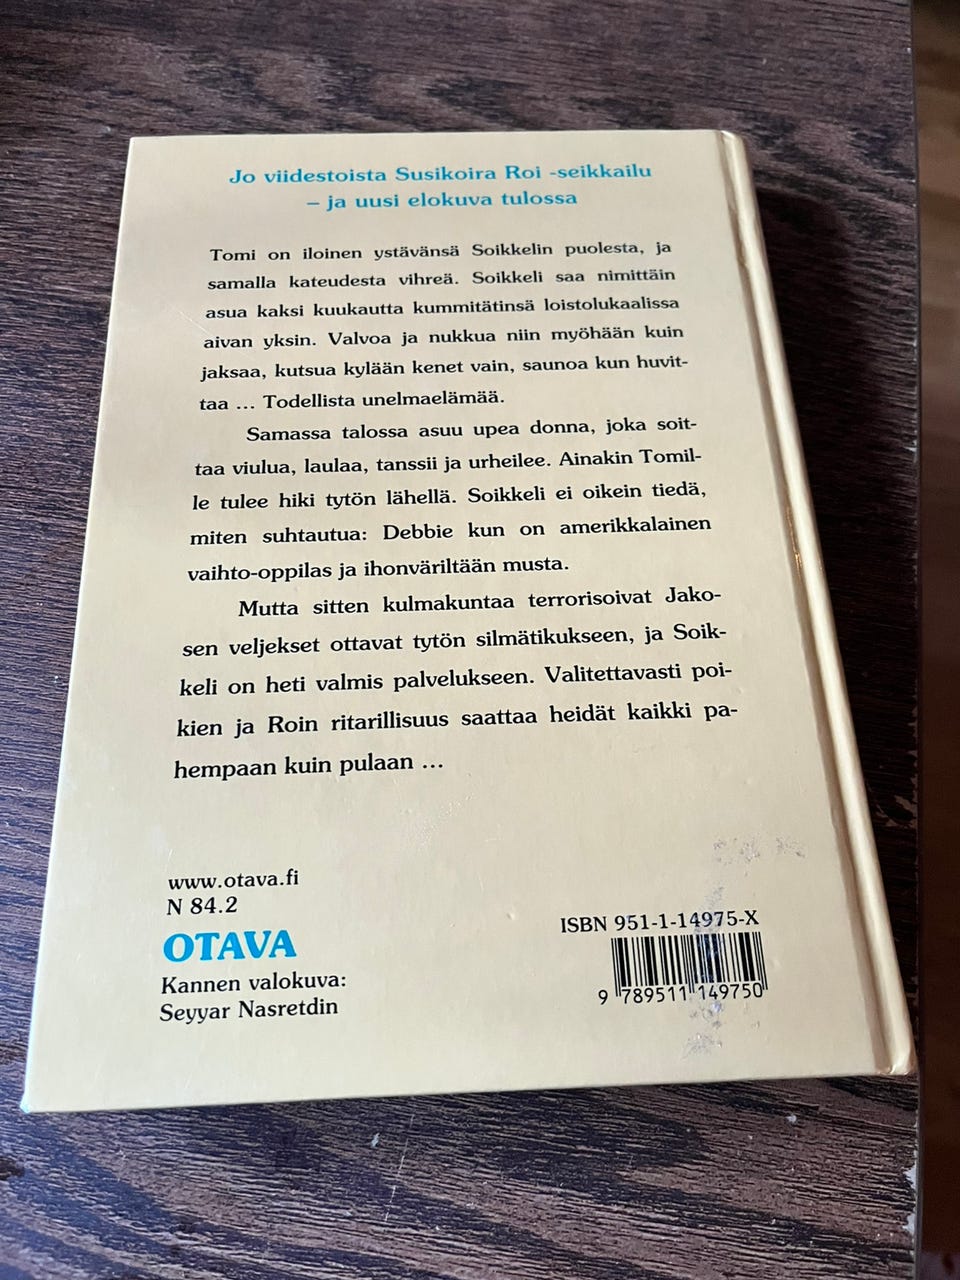 Jo viidestoista Susikoira Roi -seikkailu
– ja uusi elokuva tulossa
Tomi on iloinen ystävänsä Soikkelin puolesta, ja
samalla kateudesta vihreä. Soikkeli saa nimittäin
asua kaksi kuukautta kummitätinsä loistolukaalissa
aivan yksin. Valvoa ja nukkua niin myöhään kuin
jaksaa, kutsua kylään kenet vain, saunoa kun huvit-
taa ... Todellista unelmaelämää.
Samassa talossa asuu upea donna, joka soit-
taa viulua, laulaa, tanssii ja urheilee. Ainakin Tomil-
le tulee hiki tytön lähellä. Soikkeli ei oikein tiedä,
miten suhtautua: Debbie kun on amerikkalainen
vaihto-oppilas ja ihonväriltään musta.
Mutta sitten kulmakuntaa terrorisoivat Jako-
sen veljekset ottavat tytön silmätikukseen, ja Soik-
keli on heti valmis palvelukseen. Valitettavasti poi-
kien ja Roin ritarillisuus saattaa heidät kaikki pa-
hempaan kuin pulaan ...
www.otava.fi
N 84.2
OTAVA
Kannen valokuva:
Seyyar Nasretdin
ISBN 951-1-14975-X
9 789511 149750